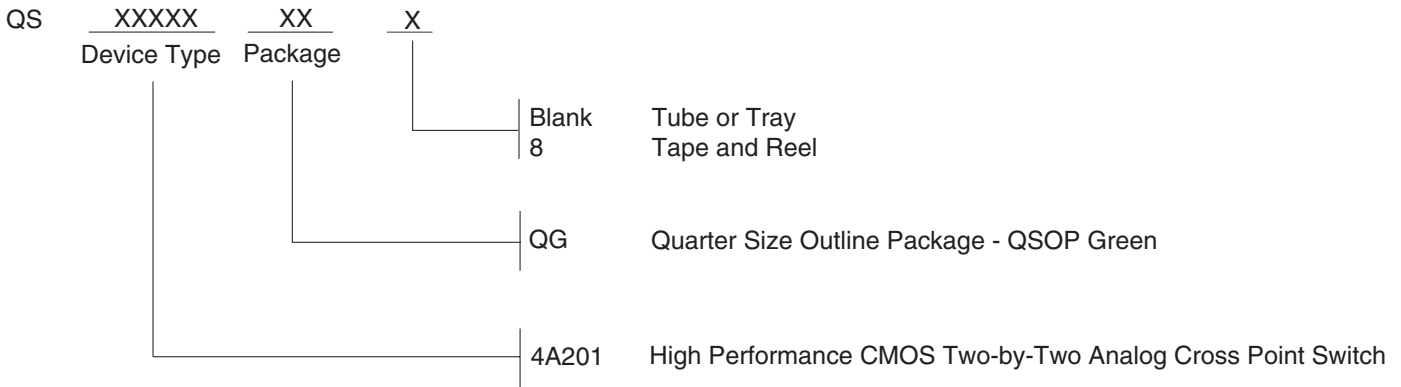 QS XXXXX XX X
Device Type Package
Blank Tube or Tray
8 Tape and Reel
QG Quarter Size Outline Package - QSOP Green
4A201 High Performance CMOS Two-by-Two Analog Cross Point Switch